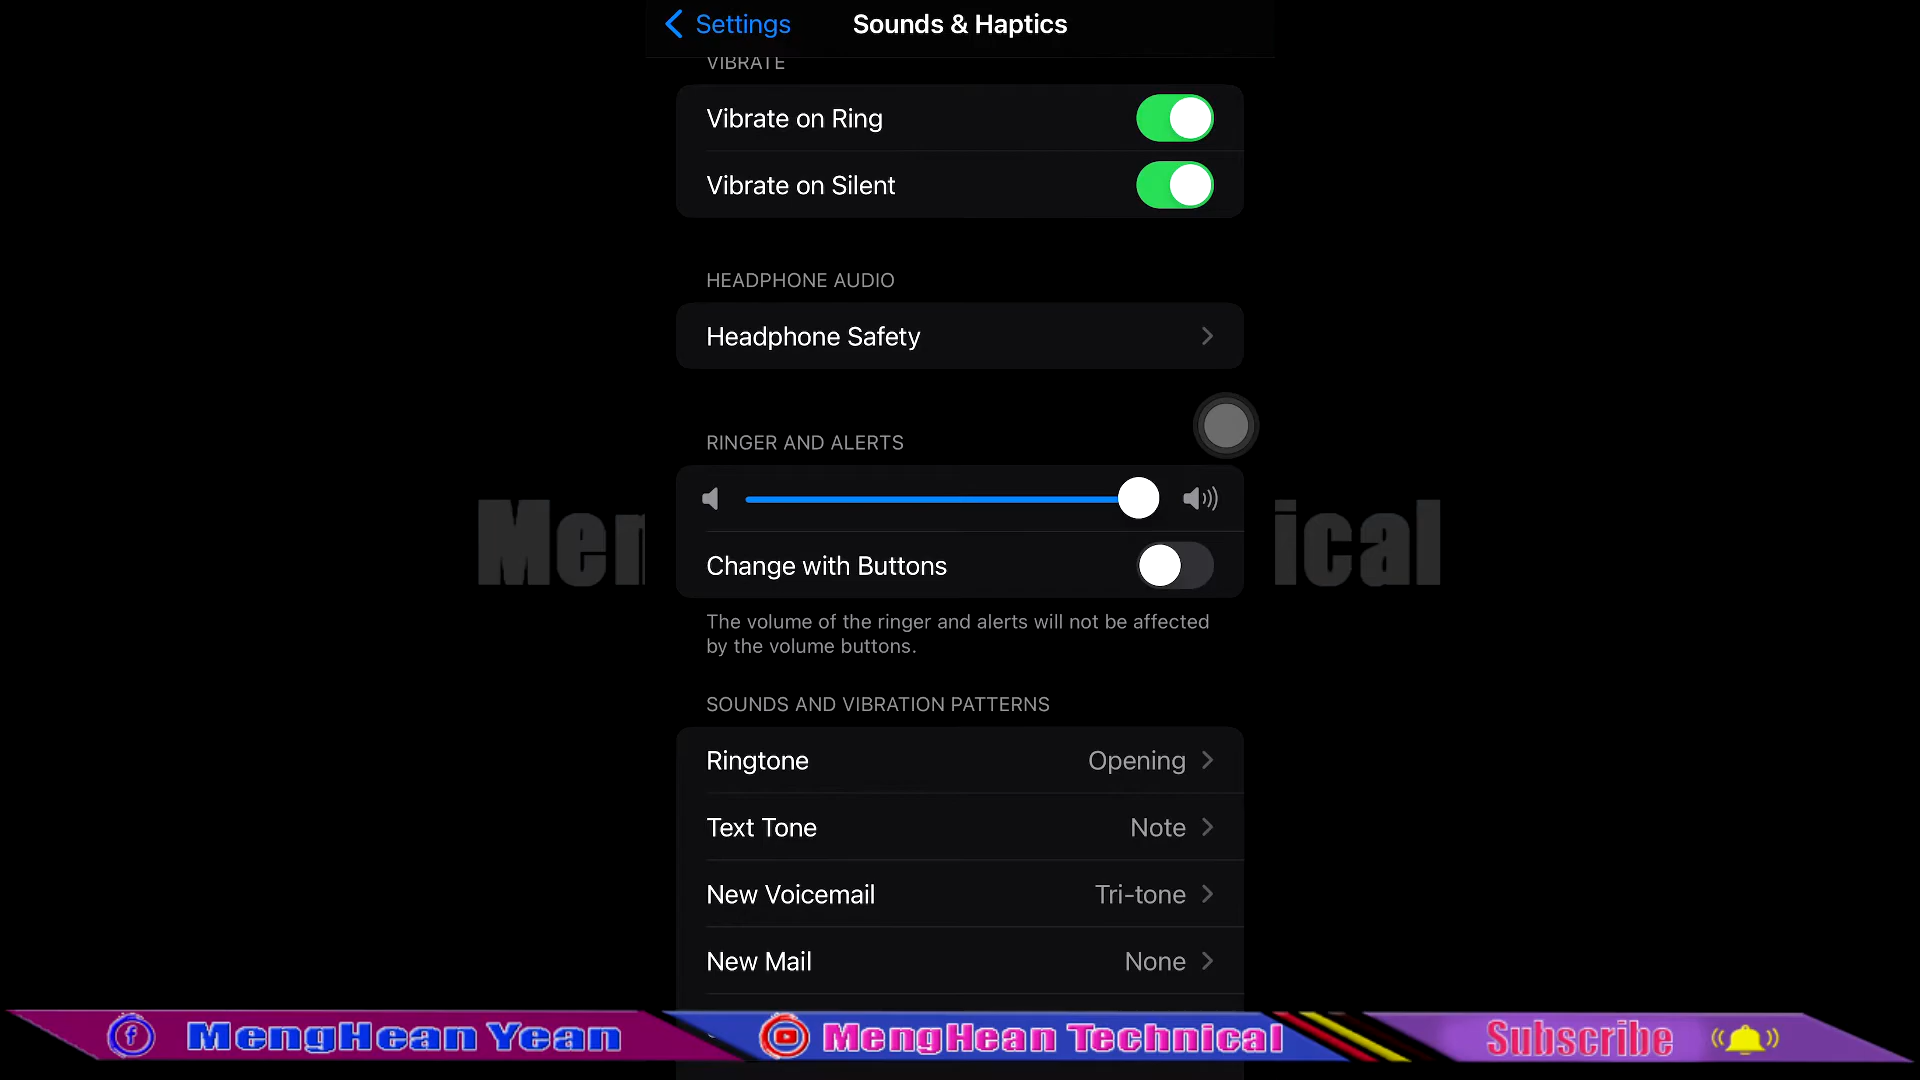 Settings
Sounds & Haptics
VIBRATE
Vibrate on Ring
Vibrate on Silent
HEADPHONE AUDIO
Headphone Safety
RINGER AND ALERTS
Change with Buttons
The volume of the ringer and alerts will not be affected
by the volume buttons.
SOUNDS AND VIBRATION PATTERNS
Ringtone Opening
Text Tone Note
New Voicemail Tri-tone
New Mail None
MengHean Yean
MengHean Technical
Subscribe